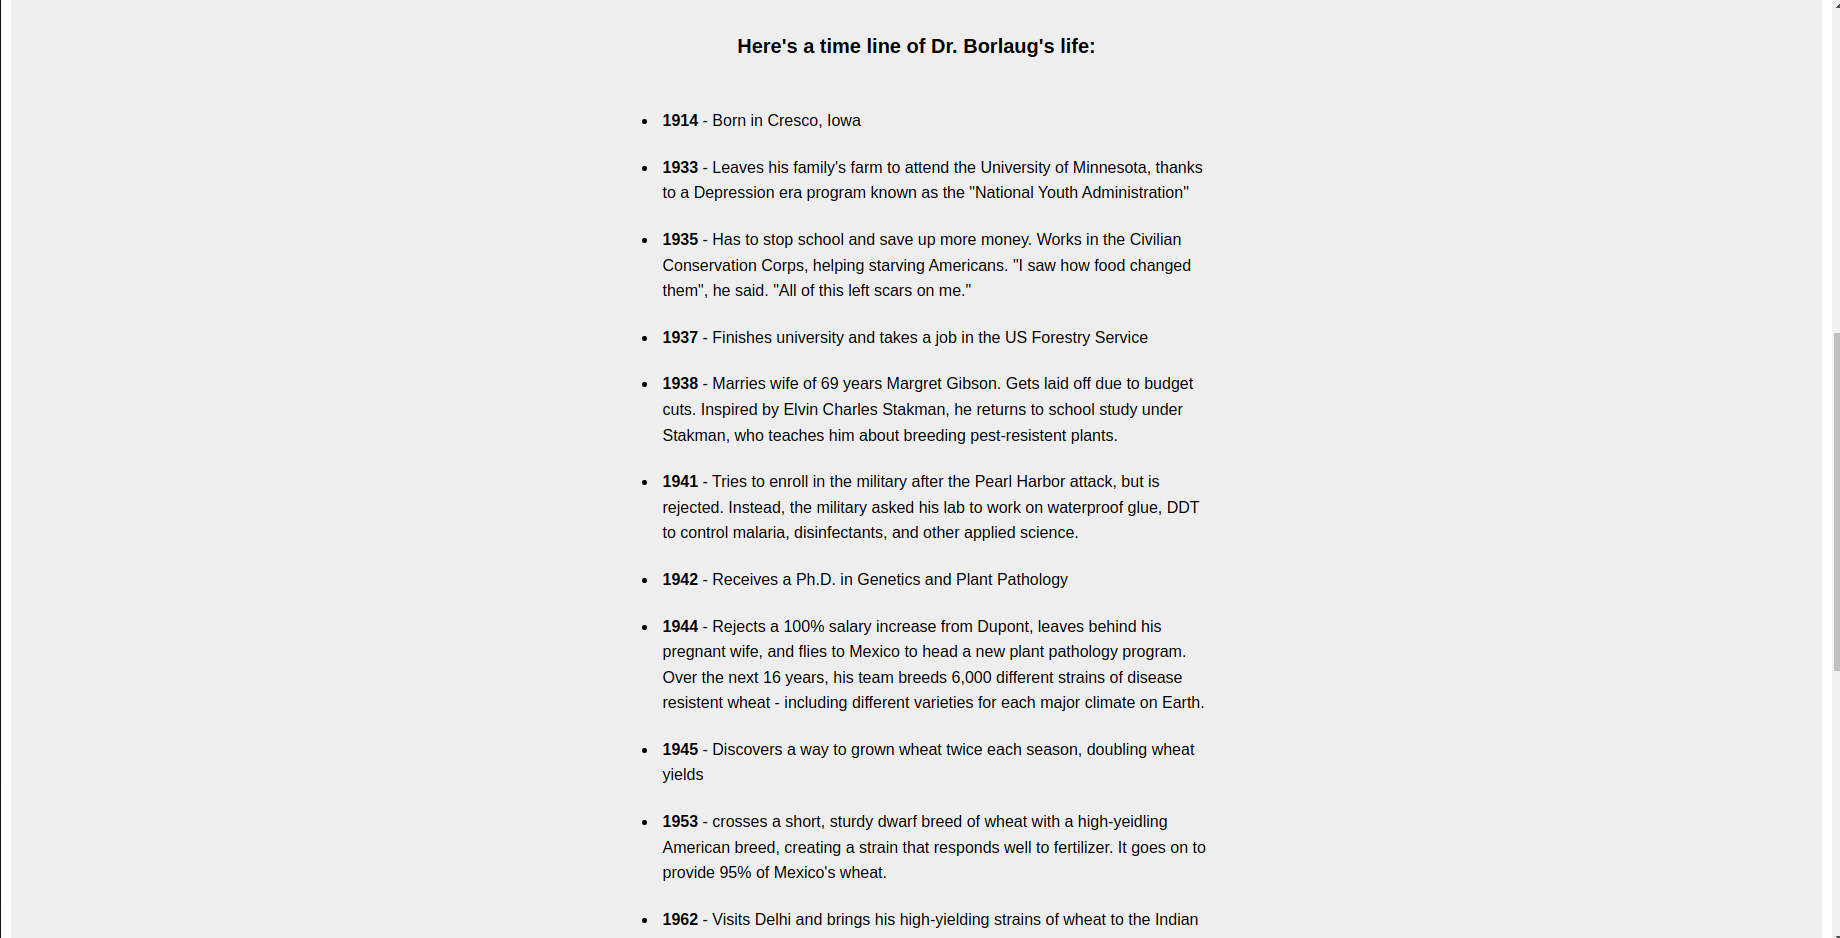 Here's a time line of Dr. Borlaug's life:
1914 - Born in Cresco, Iowa
1933 - Leaves his family's farm to attend the University of Minnesota, thanks
to a Depression era program known as the "National Youth Administration"
1935 - Has to stop school and save up more money. Works in the Civilian
Conservation Corps, helping starving Americans. "I saw how food changed
them", he said. "All of this left scars on me."
1937 - Finishes university and takes a job in the US Forestry Service
1938 - Marries wife of 69 years Margret Gibson. Gets laid off due to budget
cuts. Inspired by Elvin Charles Stakman, he returns to school study under
Stakman, who teaches him about breeding pest-resistent plants.
1941 - Tries to enroll in the military after the Pearl Harbor attack, but is
rejected. Instead, the military asked his lab to work on waterproof glue, DDT
to control malaria, disinfectants, and other applied science.
1942 - Receives a Ph.D. in Genetics and Plant Pathology
1944 - Rejects a 100% salary increase from Dupont, leaves behind his
pregnant wife, and flies to Mexico to head a new plant pathology program.
Over the next 16 years, his team breeds 6,000 different strains of disease
resistent wheat - including different varieties for each major climate on Earth.
1945 - Discovers a way to grown wheat twice each season, doubling wheat
yields
1953 - crosses a short, sturdy dwarf breed of wheat with a high-yeidling
American breed, creating a strain that responds well to fertilizer. It goes on to
provide 95% of Mexico's wheat.
1962 - Visits Delhi and brings his high-yielding strains of wheat to the Indian